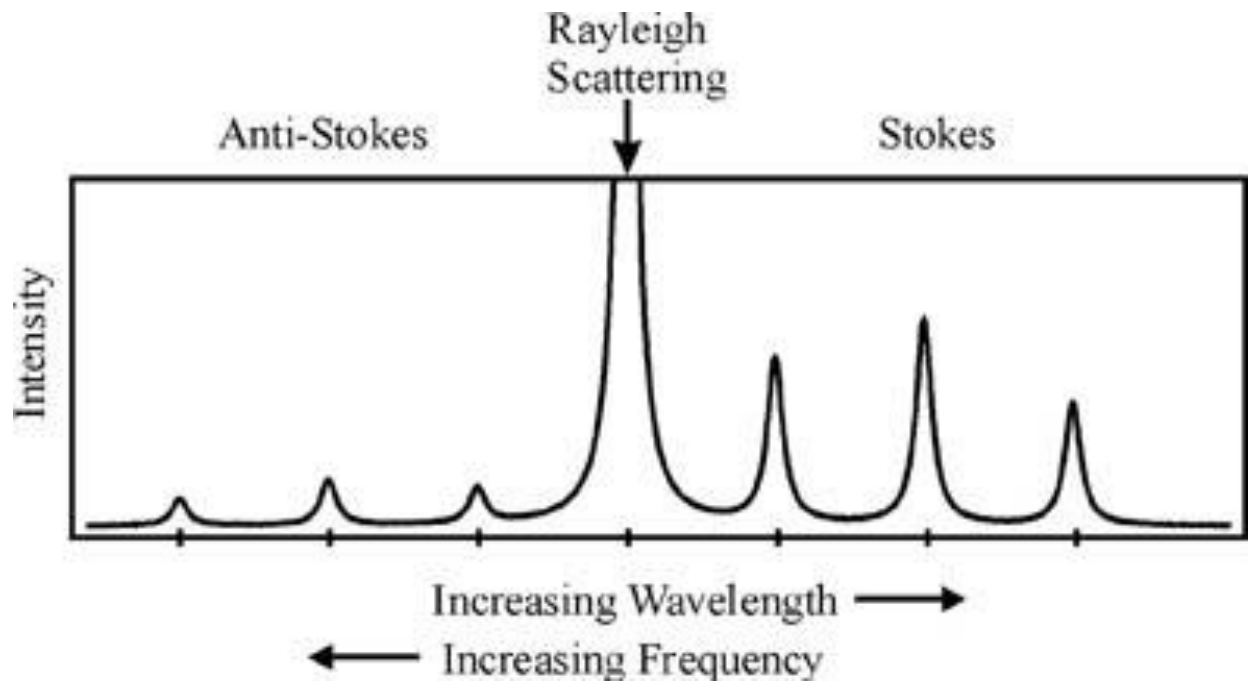 Rayleigh
Scattering
Anti-Stokes
Stokes
Intensity
Increasing Wavelength
Increasing Frequency